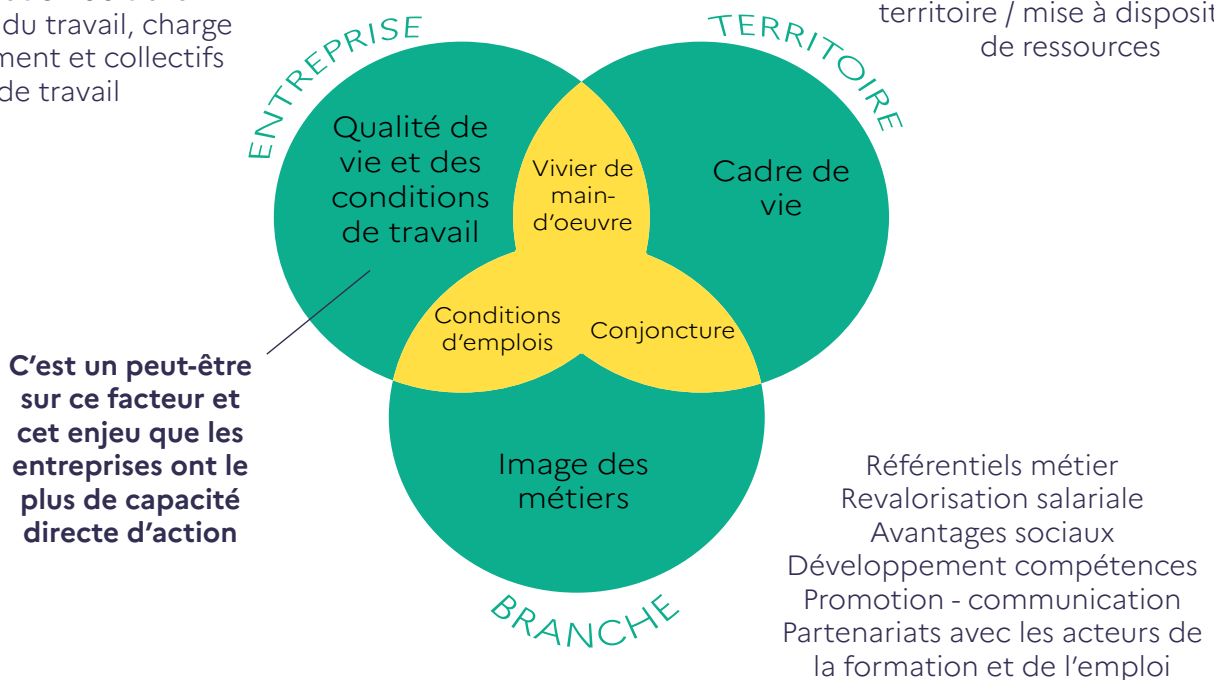 du travail, charge
ment et collectifs
de travail
territoire / mise à disposit
de ressources
ENTREPRISE
TERRITOIRE
Qualité de
vie et des
conditions
de travail
Vivier de
main-
d'oeuvre
Cadre de
vie
Conditions
d'emplois
Conjoncture
C'est un peut-être
sur ce facteur et
cet enjeu que les
entreprises ont le
plus de capacité
directe d'action
Image des
métiers
BRANCHE
Référentiels métier
Revalorisation salariale
Avantages sociaux
Développement compétences
Promotion - communication
Partenariats avec les acteurs de
la formation et de l'emploi